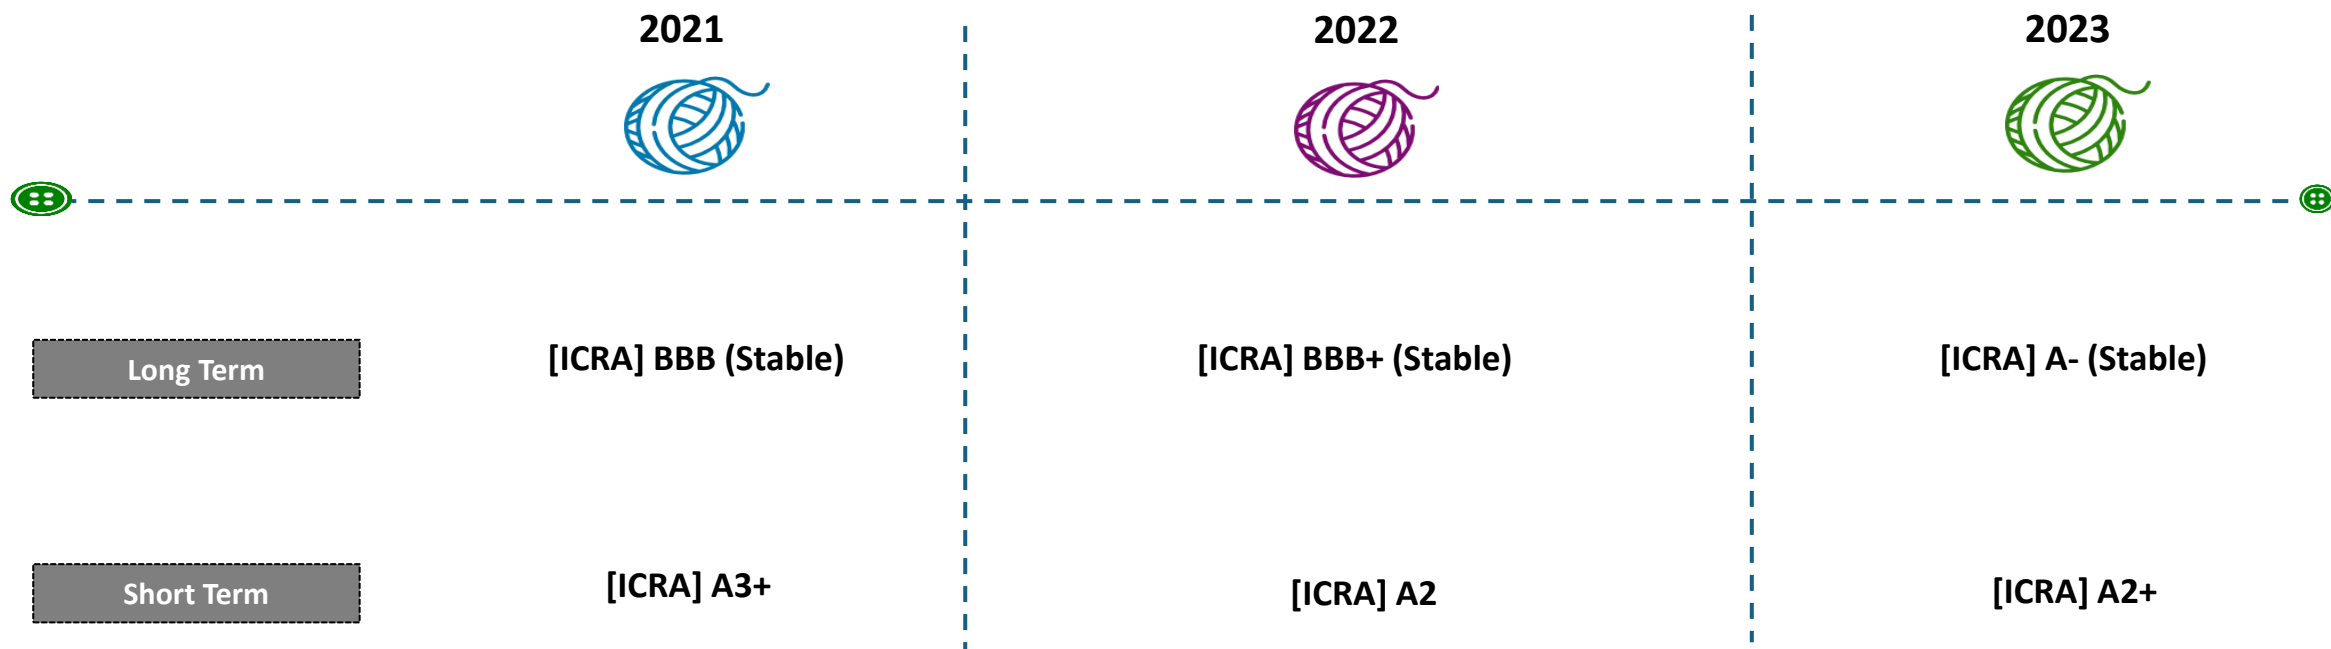 2021
2022
2023
Long Term
[ICRA] BBB (Stable)
[ICRA] BBB+ (Stable)
[ICRA] A- (Stable)
Short Term
[ICRA] A3+
[ICRA] A2
[ICRA] A2+